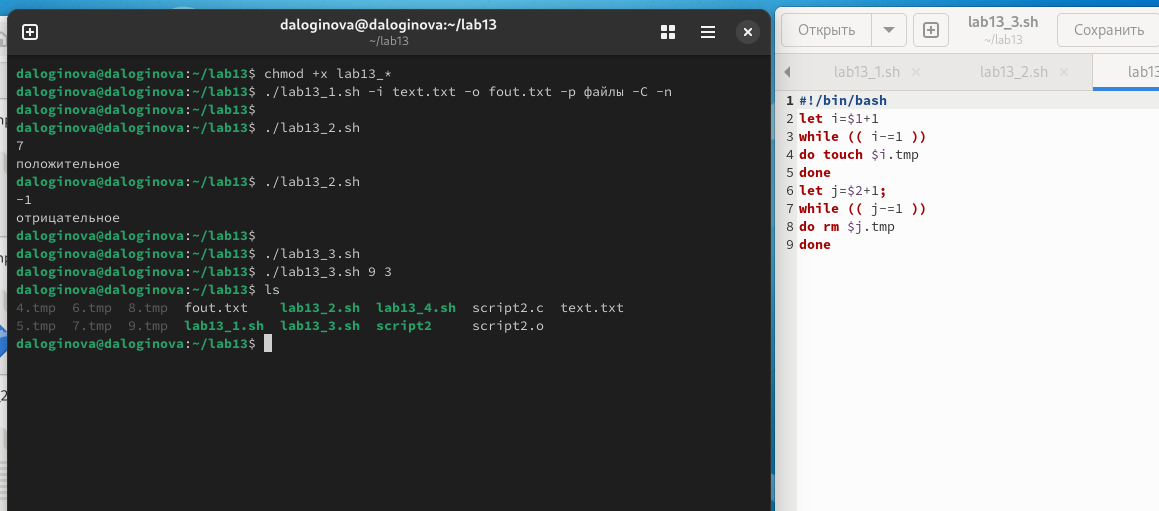 daloginova@daloginova:~/lab13
~/lab13
daloginova@daloginova:~/lab13$ chmod +x lab13_*
daloginova@daloginova:~/lab13$ ./lab13_1.sh -i text.txt -o fout.txt -p файлы -C -n
daloginova@daloginova:~/lab13$
daloginova@daloginova:~/lab13$ ./lab13_2.sh
7
положительное
daloginova@daloginova:~/lab13$ ./lab13_2.sh
-1
отрицательное
daloginova@daloginova:~/lab13$
daloginova@daloginova:~/lab13$ ./lab13_3.sh
daloginova@daloginova:~/lab13$ ./lab13_3.sh 9 3
daloginova@daloginova:~/lab13$ ls
4.tmp 6.tmp 8.tmp fout.txt lab13_2.sh lab13_4.sh script2.c text.txt
5.tmp 7.tmp 9.tmp lab13_1.sh lab13_3.sh script2 script2.o
daloginova@daloginova:~/lab13$
Открыть
lab13_3.sh
~/lab13
Сохранить
lab13_1.sh
lab13_2.sh
lab13
1 #!/bin/bash
2 let i=$1+1
3 while (( i-=1 ))
4 do touch $i.tmp
5 done
6 let j=$2+1;
7 while (( j-=1 ))
8 do rm $j.tmp
9 done